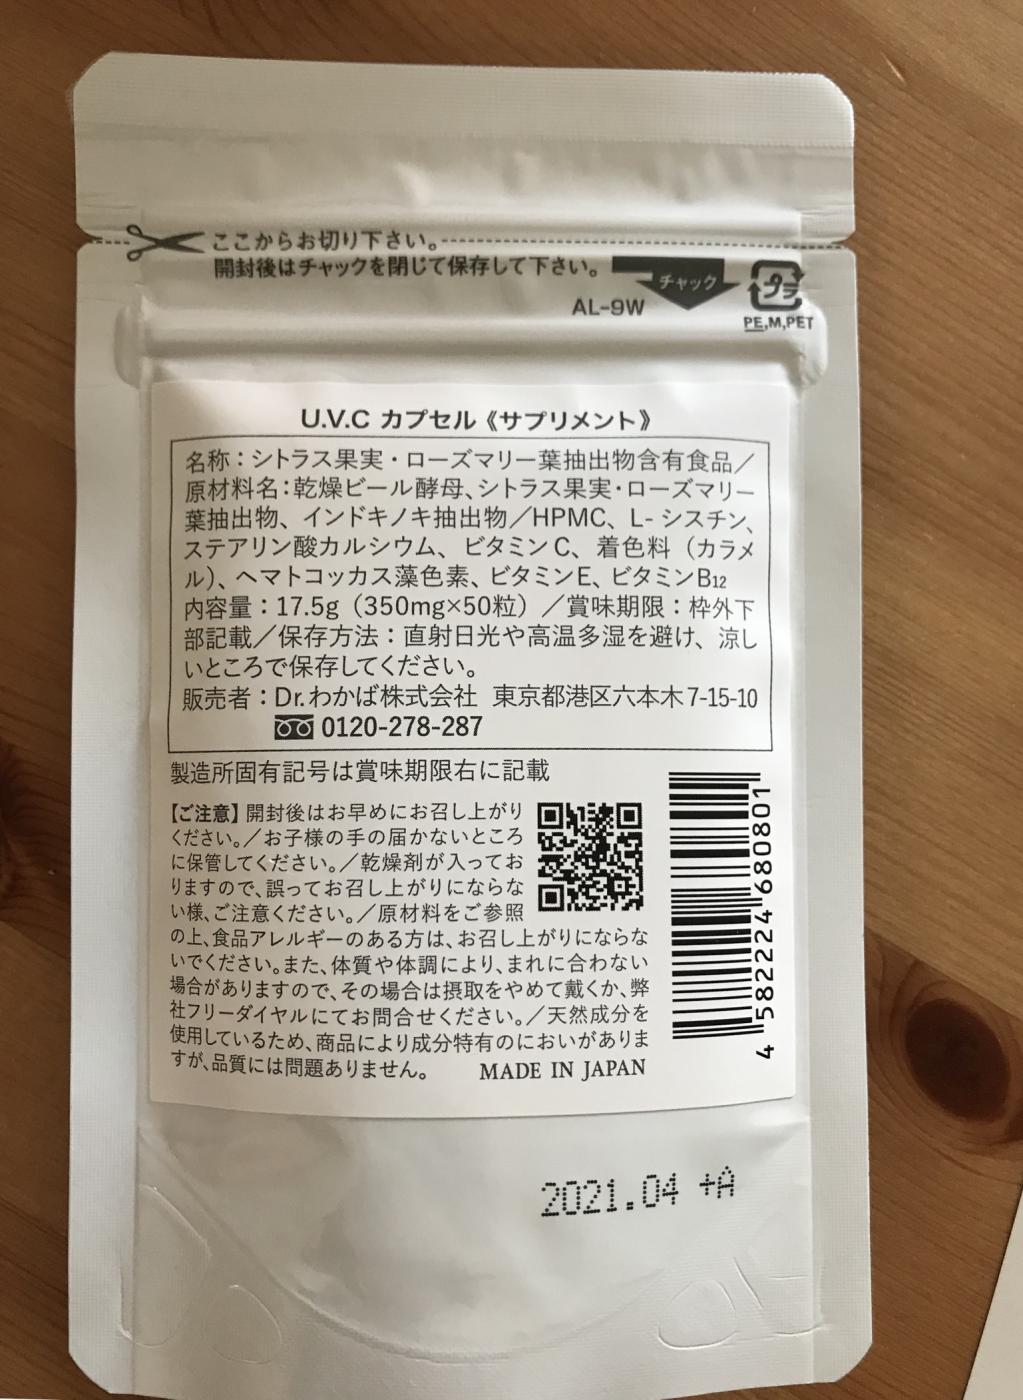 ここからお切り下さい。
開封後はチャックを閉じて保存して下さい。
チャック
プラ
AL-9W
PE,M,PET
U.V.C カプセル《サプリメント》
名称：シトラス果実・ローズマリー葉抽出物含有食品／
原材料名：乾燥ビール酵母、シトラス果実・ローズマリー
葉抽出物、インドキノキ抽出物／HPMC、L- シスチン、
ステアリン酸カルシウム、ビタミンC、着色料（カラメ
ル）、ヘマトコッカス藻色素、ビタミンE、ビタミンB12
内容量：17.5g（350mg×50粒）／賞味期限：枠外下
部記載／保存方法：直射日光や高温多湿を避け、涼し
いところで保存してください。
販売者：Dr.わかば株式会社 東京都港区六本木7-15-10
0120-278-287
製造所固有記号は賞味期限右に記載
【ご注意】開封後はお早めにお召し上がり
ください。／お子様の手の届かないところ
に保管してください。／乾燥剤が入ってお
りますので、誤ってお召し上がりにならな
い様、ご注意ください。／原材料をご参照
の上、食品アレルギーのある方は、お召し上がりにならな
いでください。また、体質や体調により、まれに合わない
場合がありますので、その場合は摂取をやめて戴くか、弊
社フリーダイヤルにてお問合せください。／天然成分を
使用しているため、商品により成分特有のにおいがありま
すが、品質には問題ありません。
MADE IN JAPAN
4 582224 680801
2021.04 +A